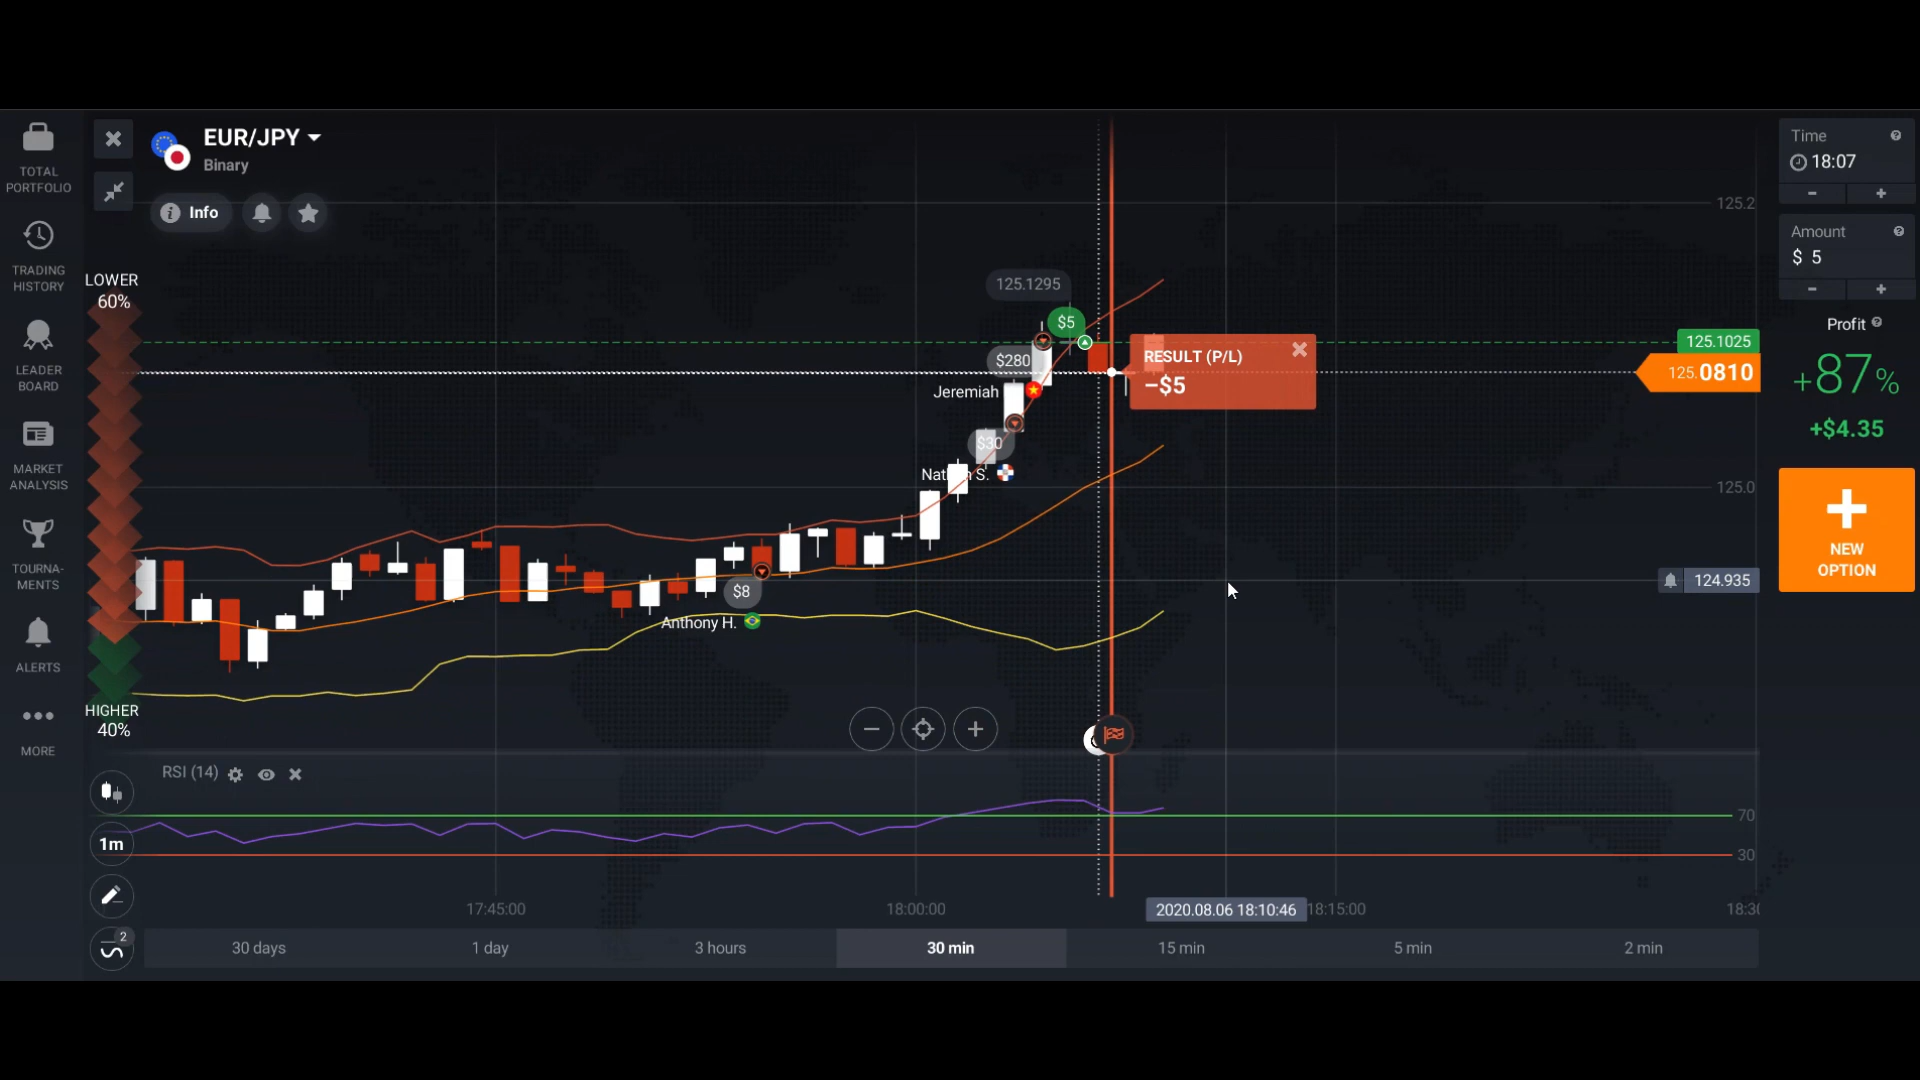 TOTAL
PORTFOLIO
TRADING
HISTORY
LEADER
BOARD
MARKET
ANALYSIS
TOURNA-
MENTS
ALERTS
MORE
EUR/JPY
Binary
Info
LOWER
60%
HIGHER
40%
125.1295
$5
$280
Jeremiah
$30
S.
$8
Anthony H.
RESULT (P/L)
−$5
125.2
125.1025
125.0810
125.0
124.935
RSI (14)
70
30
1m
2
17:45:00
18:00:00
2020.08.06 18:10:46
18:15:00
30 days
1 day
3 hours
30 min
15 min
5 min
2 min
Time
18:07
-
+
Amount
$ 5
-
+
Profit
+87%
+$4.35
NEW
OPTION